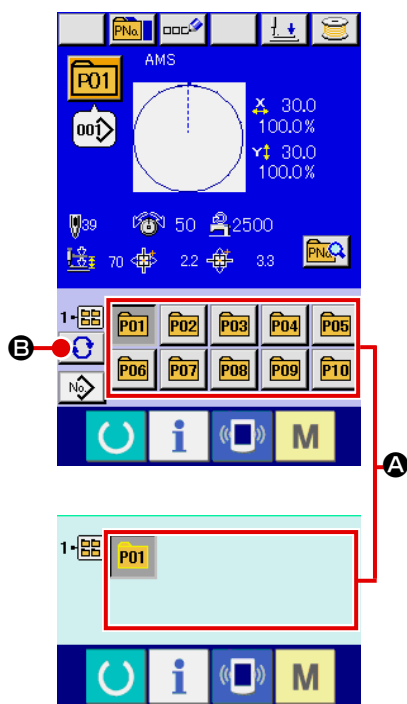 PNo.
AMS
P01
001
X 30.0
100.0%
Y 30.0
100.0%
39 50 2500
70 2.2 3.3 PNo.
1-
P01 P02 P03 P04 P05
B
P06 P07 P08 P09 P10
No.
i M
A
1-
P01
i M